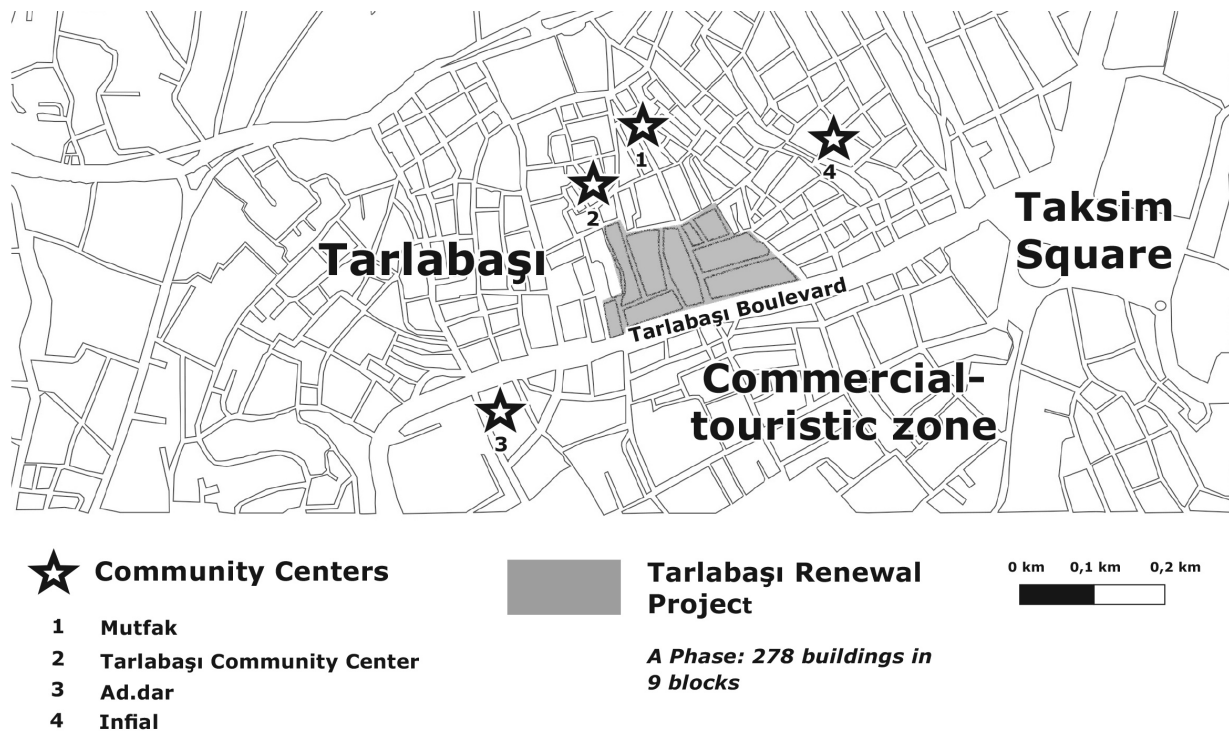 1
4
2
Taksim
Square
Tarlabaşı
Tarlabaşı Boulevard
Commercial-
touristic zone
3
Community Centers
1 Mutfak
2 Tarlabaşı Community Center
3 Ad.dar
4 Infial
Tarlabaşı Renewal
Project
A Phase: 278 buildings in
9 blocks
0 km 0,1 km 0,2 km